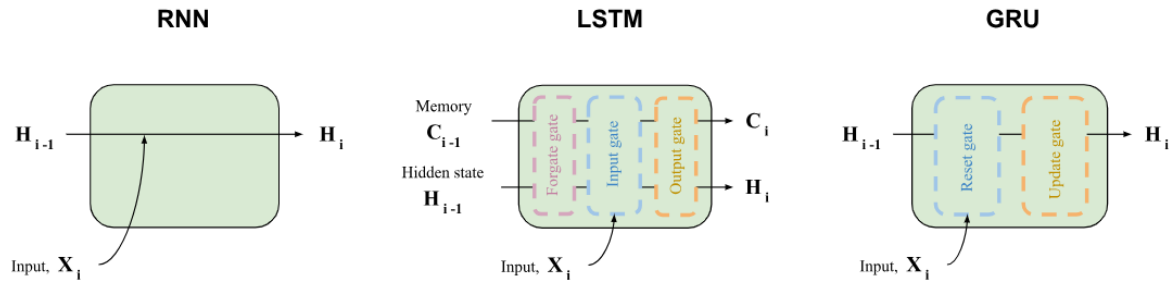 RNN
H i-1
H i
Input, X i
LSTM
Memory
C i-1
Hidden state
H i-1
Forgate gate
Input gate
Output gate
C i
H i
Input, X i
GRU
H i-1
Reset gate
Update gate
H i
Input, X i